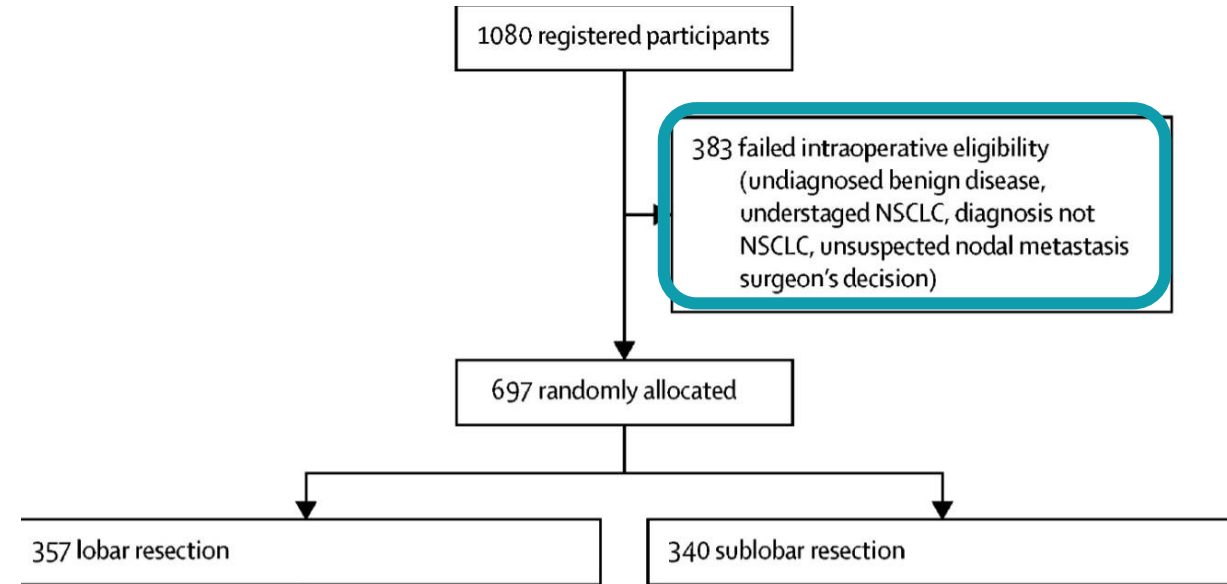 1080 registered participants
383 failed intraoperative eligibility
(undiagnosed benign disease,
understaged NSCLC, diagnosis not
NSCLC, unsuspected nodal metastasis
surgeon's decision)
697 randomly allocated
357 lobar resection
340 sublobar resection